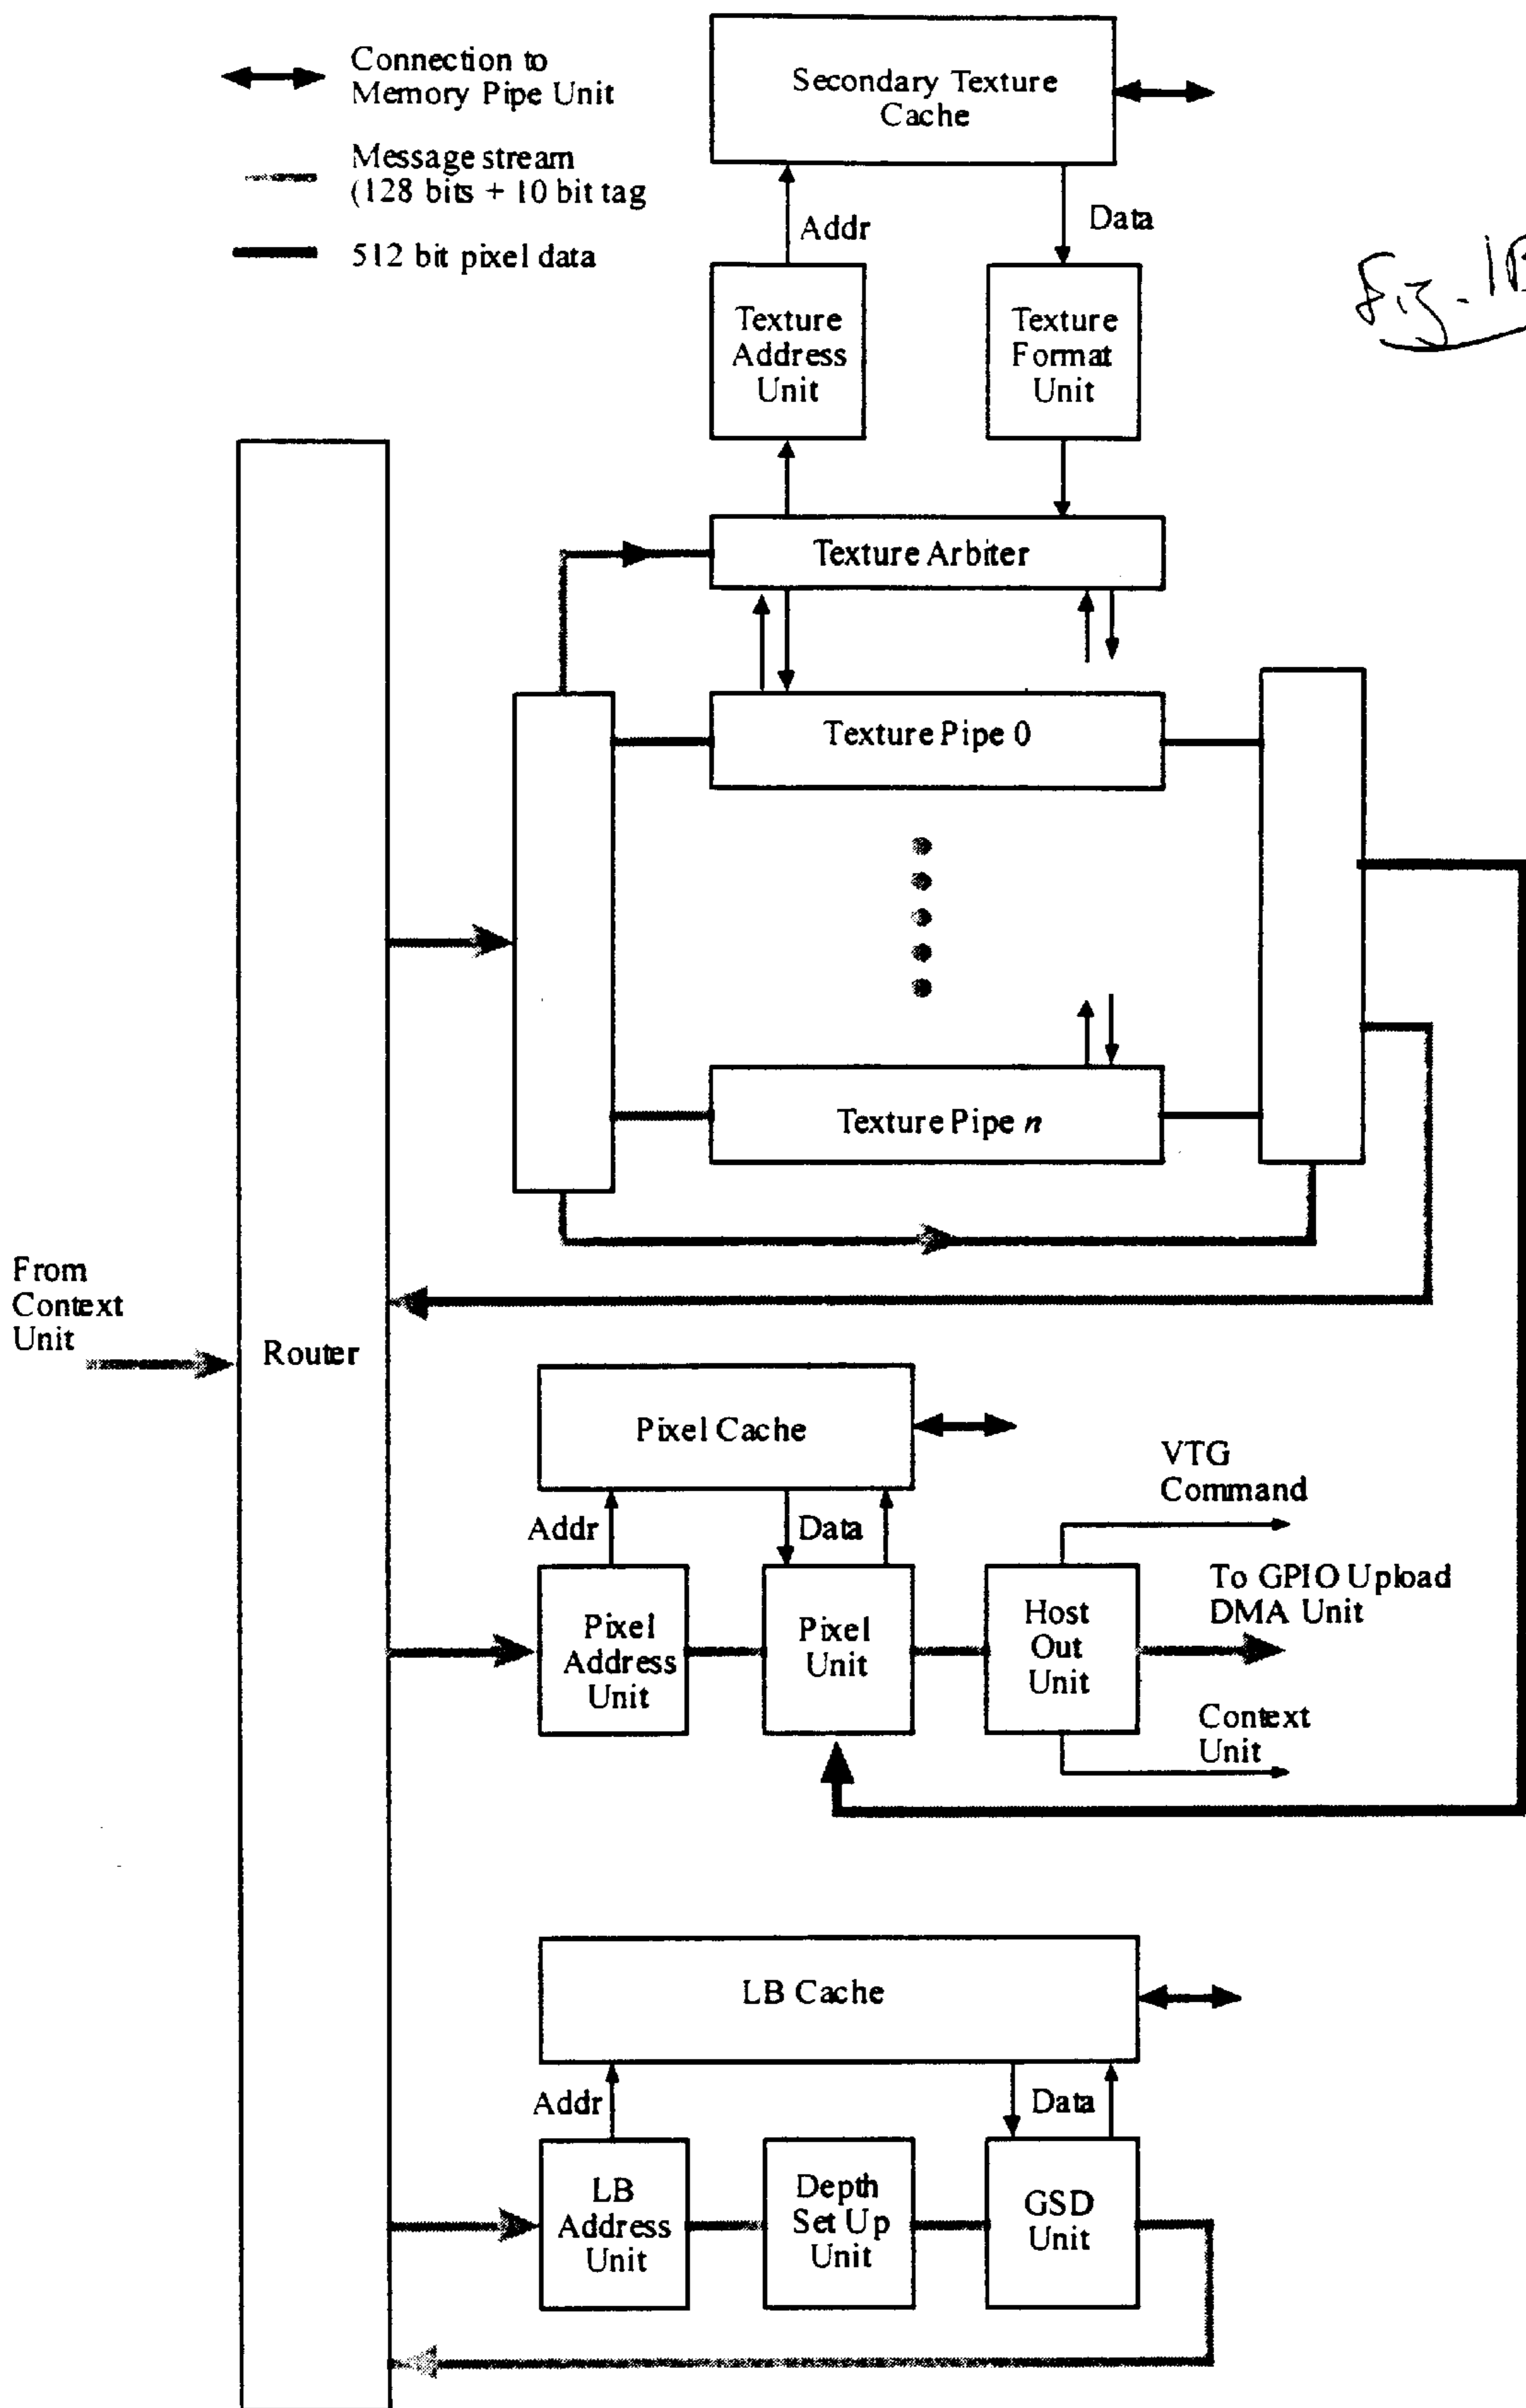 Connection to
Memory Pipe Unit
Message stream
(128 bits + 10 bit tag
512 bit pixel data
Secondary Texture
Cache
Addr
Data
Fig. 1B
Texture
Address
Unit
Texture
Format
Unit
Texture Arbiter
Texture Pipe 0
Texture Pipe n
From
Context
Unit
Router
Pixel Cache
Addr
Data
VTG
Command
Pixel
Address
Unit
Pixel
Unit
Host
Out
Unit
To GPIO Upload
DMA Unit
Context
Unit
LB Cache
Addr
Data
LB
Address
Unit
Depth
Set Up
Unit
GSD
Unit